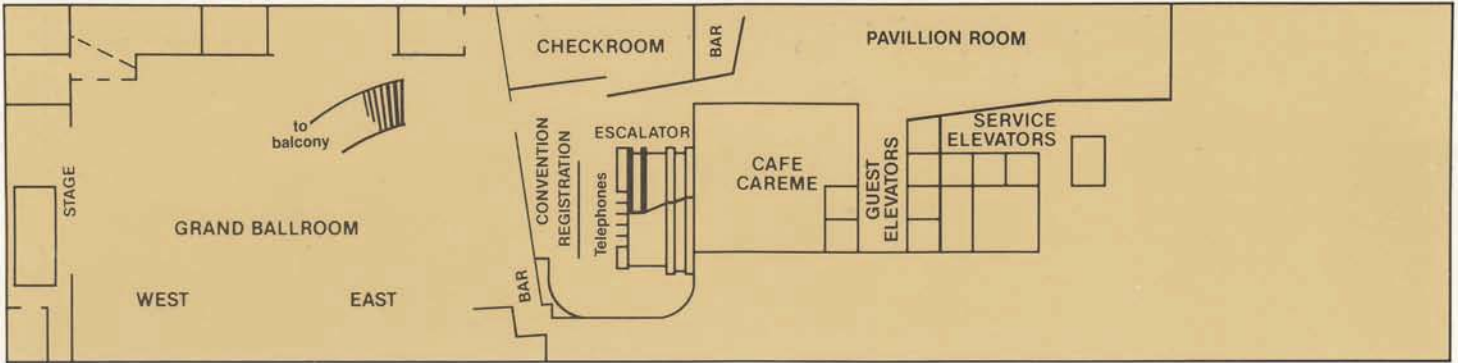 CHECKROOM
BAR
PAVILLION ROOM
to
balcony
STAGE
GRAND BALLROOM
WEST
EAST
BAR
CONVENTION
REGISTRATION
Telephones
ESCALATOR
CAFE
CAREME
GUEST
ELEVATORS
SERVICE
ELEVATORS